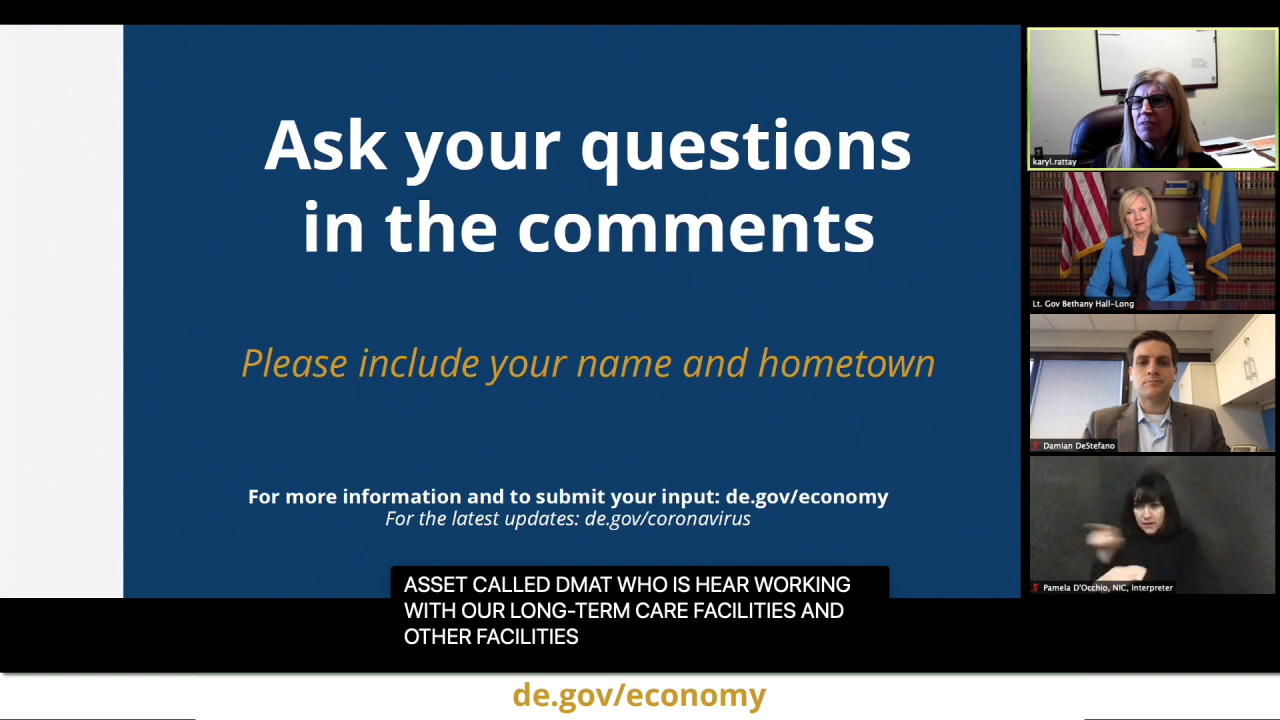 Ask your questions
in the comments
Please include your name and hometown
For more information and to submit your input: de.gov/economy
For the latest updates: de.gov/coronavirus
ASSET CALLED DMAT WHO IS HEAR WORKING
WITH OUR LONG-TERM CARE FACILITIES AND
OTHER FACILITIES
de.gov/economy
karyl.rattay
Lt. Gov Bethany Hall-Long
Damian DeStefano
Pamela D'Occhio, NIC, Interpreter